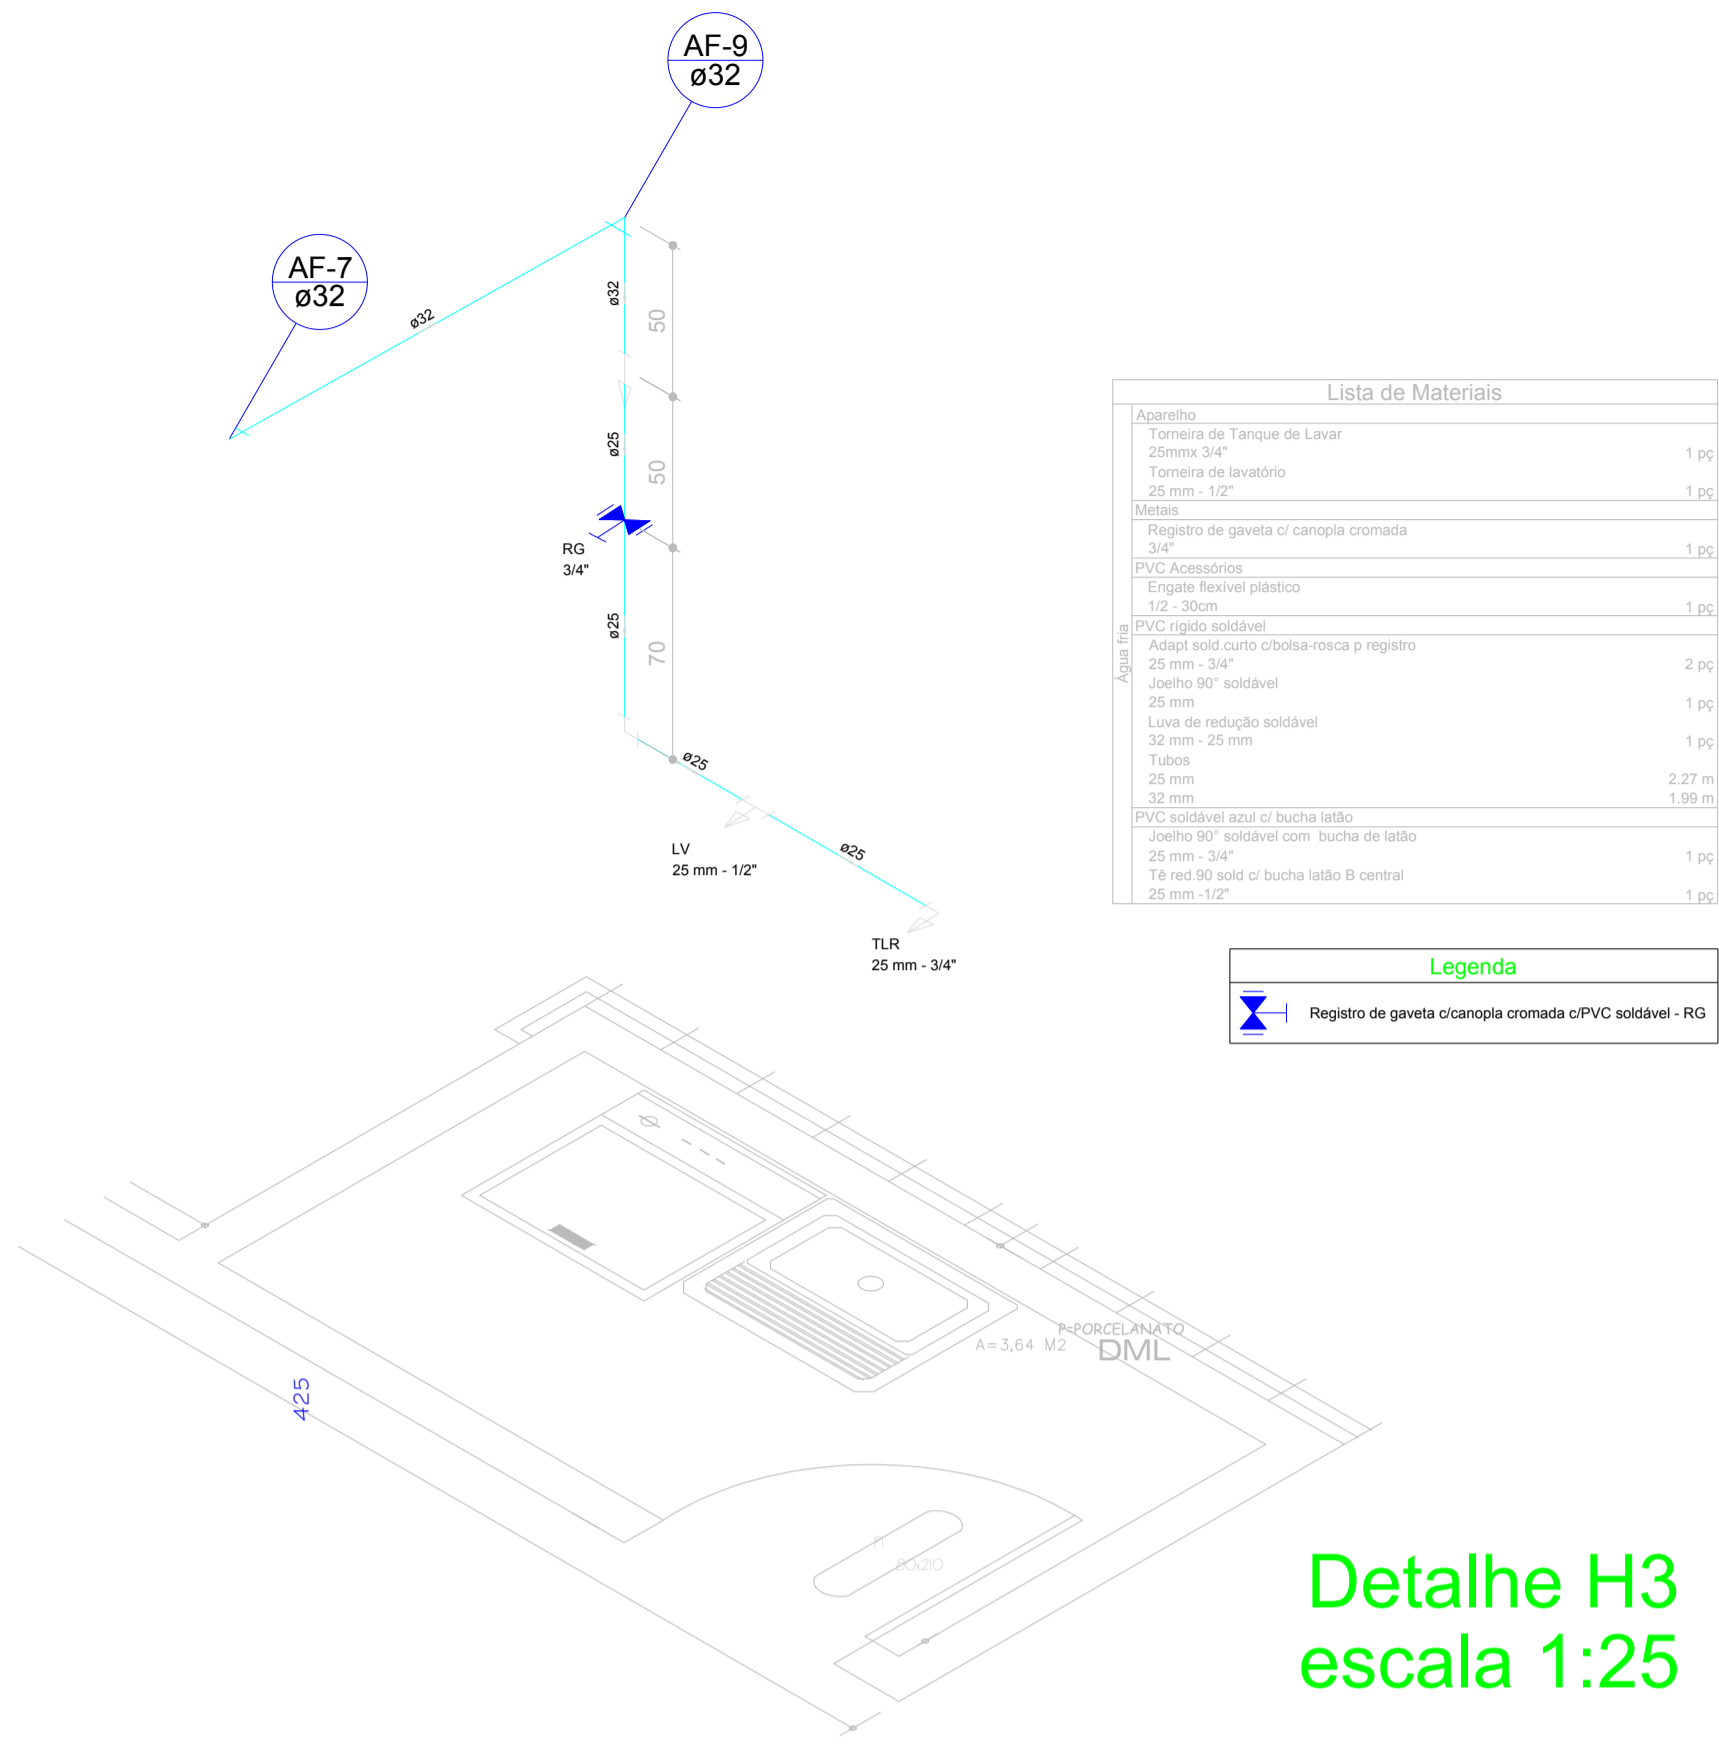 AF-9
ø32
AF-7
ø32
ø32
ø32
50
ø25
50
RG
3/4"
ø25
70
ø25
LV
25 mm - 1/2"
ø25
TLR
25 mm - 3/4"
Lista de Materiais
Água fria
Aparelho
Torneira de Tanque de Lavar
25mmx 3/4" 1 pç
Torneira de lavatório
25 mm - 1/2" 1 pç
Metais
Registro de gaveta c/ canopla cromada
3/4" 1 pç
PVC Acessórios
Engate flexível plástico
1/2 - 30cm 1 pç
PVC rígido soldável
Adapt sold.curto c/bolsa-rosca p registro
25 mm - 3/4" 2 pç
Joelho 90° soldável
25 mm 1 pç
Luva de redução soldável
32 mm - 25 mm 1 pç
Tubos
25 mm 2.27 m
32 mm 1.99 m
PVC soldável azul c/ bucha latão
Joelho 90° soldável com bucha de latão
25 mm - 3/4" 1 pç
Tê red.90 sold c/ bucha latão B central
25 mm -1/2" 1 pç
Legenda
Registro de gaveta c/canopla cromada c/PVC soldável - RG
P=PORCELANATO
A=3,64 M2
DML
425
80x210
Detalhe H3
escala 1:25